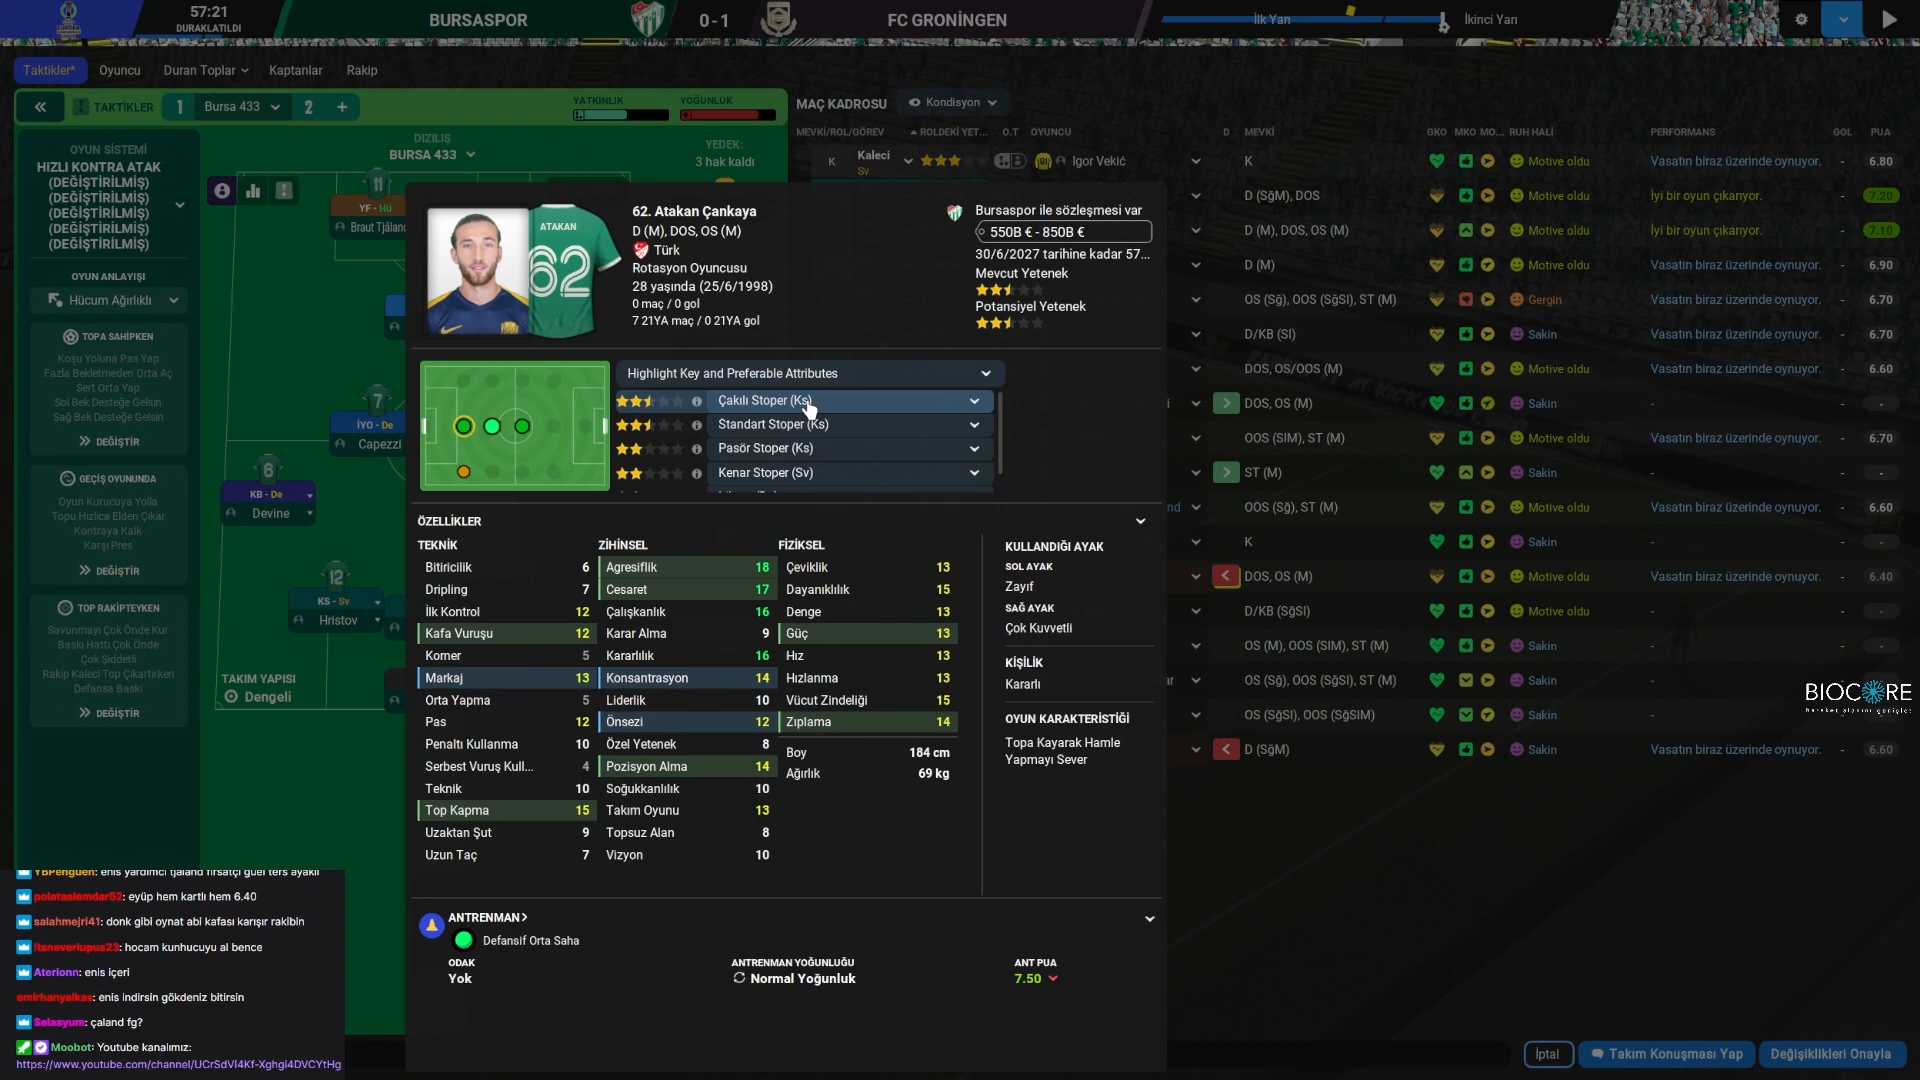 57:21
DURAKLATILDI
BURSASPOR
0-1
FC GRONİNGEN
İlk Yarı
İkinci Yarı
Taktikler*
Oyuncu
Duran Toplar
Kaptanlar
Rakip
TAKTİKLER
1
Bursa 433
2
YATKINLIK
YOĞUNLUK
MAÇ KADROSU
Kondisyon
OYUN SİSTEMİ
HIZLI KONTRA ATAK
(DEĞİŞTİRİLMİŞ)
(DEĞİŞTİRİLMİŞ)
(DEĞİŞTİRİLMİŞ)
(DEĞİŞTİRİLMİŞ)
(DEĞİŞTİRİLMİŞ)
OYUN ANLAYIŞI
Hücum Ağırlıklı
TOPA SAHİPKEN
Koşu Yoluna Pas Yap
Fazla Bekletmeden Orta Aç
Sert Orta Yap
Sol Bek Desteğe Gelsin
Sağ Bek Desteğe Gelsin
DEĞİŞTİR
GEÇİŞ OYUNUNDA
Oyun Kurucuya Yolla
Topu Hızlıca Elden Çıkar
Kontraya Kalk
Karşı Pres
DEĞİŞTİR
TOP RAKİPTEYKEN
Savunmayı Çok Önde Kur
Baskı Hattı Çok Önde
Çok Şiddetli
Rakip Kaleci Top Çıkartırken
Defansa Baskı
DEĞİŞTİR
DIZILIŞ
BURSA 433
YEDEK:
3 hak kaldı
11
YF - Hü
Braut Tjåland
7
İYO - De
Capezzi
6
KB - De
Devine
12
KS - Sv
Hristov
TAKIM YAPISI
Dengeli
MEVKİ/ROL/GÖREV
ROLDEKİ YET...
O.T
OYUNCU
D
MEVKİ
GKO
MKO
MO...
RUH HALİ
PERFORMANS
GOL
PUA
K
Kaleci
Sv
Igor Vekić
K Motive oldu Vasatın biraz üzerinde oynuyor. - 6.80
D (SğM), DOS Motive oldu İyi bir oyun çıkarıyor. - 7.20
D (M), DOS, OS (M) Motive oldu İyi bir oyun çıkarıyor. - 7.10
D (M) Motive oldu Vasatın biraz üzerinde oynuyor. - 6.90
OS (Sğ), OOS (SğSl), ST (M) Gergin Vasatın biraz üzerinde oynuyor. - 6.70
D/KB (Sl) Sakin Vasatın biraz üzerinde oynuyor. - 6.70
DOS, OS/OOS (M) Motive oldu Vasatın biraz üzerinde oynuyor. - 6.60
DOS, OS (M) Sakin - - -
OOS (SlM), ST (M) Motive oldu Vasatın biraz üzerinde oynuyor. - 6.70
ST (M) Sakin - - -
OOS (Sğ), ST (M) Motive oldu Vasatın biraz üzerinde oynuyor. - 6.60
K Sakin - - -
DOS, OS (M) Motive oldu Vasatın biraz üzerinde oynuyor. - 6.40
D/KB (SğSl) Motive oldu - - -
OS (M), OOS (SlM), ST (M) Sakin - - -
OS (Sğ), OOS (SğSl), ST (M) Sakin - - -
OS (SğSl), OOS (SğSlM) Sakin - - -
D (SğM) Sakin Vasatın biraz üzerinde oynuyor. - 6.60
ATAKAN
62
62. Atakan Çankaya
D (M), DOS, OS (M)
Türk
Rotasyon Oyuncusu
28 yaşında (25/6/1998)
0 maç / 0 gol
7 21YA maç / 0 21YA gol
Bursaspor ile sözleşmesi var
550B € - 850B €
30/6/2027 tarihine kadar 57...
Mevcut Yetenek
Potansiyel Yetenek
Highlight Key and Preferable Attributes
Çakılı Stoper (Ks)
Standart Stoper (Ks)
Pasör Stoper (Ks)
Kenar Stoper (Sv)
ÖZELLİKLER
TEKNİK
Bitiricilik 6
Dripling 7
İlk Kontrol 12
Kafa Vuruşu 12
Korner 5
Markaj 13
Orta Yapma 5
Pas 12
Penaltı Kullanma 10
Serbest Vuruş Kull... 4
Teknik 10
Top Kapma 15
Uzaktan Şut 9
Uzun Taç 7
ZİHİNSEL
Agresiflik 18
Cesaret 17
Çalışkanlık 16
Karar Alma 9
Kararlılık 16
Konsantrasyon 14
Liderlik 10
Önsezi 12
Özel Yetenek 8
Pozisyon Alma 14
Soğukkanlılık 10
Takım Oyunu 13
Topsuz Alan 8
Vizyon 10
FİZİKSEL
Çeviklik 13
Dayanıklılık 15
Denge 13
Güç 13
Hız 13
Hızlanma 13
Vücut Zindeliği 15
Zıplama 14
Boy 184 cm
Ağırlık 69 kg
KULLANDIĞI AYAK
SOL AYAK
Zayıf
SAĞ AYAK
Çok Kuvvetli
KİŞİLİK
Kararlı
OYUN KARAKTERİSTİĞİ
Topa Kayarak Hamle
Yapmayı Sever
ANTRENMAN
Defansif Orta Saha
ODAK
Yok
ANTRENMAN YOĞUNLUĞU
Normal Yoğunluk
ANT PUA
7.50
BIOCORE
YBPenguen: enis yardımcı tjaland fırsatçı güel ters ayaklı
polataalemdar52: eyüp hem kartlı hem 6.40
salahmejri41: donk gibi oynat abi kafası karışır rakibin
itsneverlupus23: hocam kunhucuyu al bence
Aterionn: enis içeri
emirhanyalkas: enis indirsin gökdeniz bitirsin
Selasyum: çaland fg?
Moobot: Youtube kanalımız:
https://www.youtube.com/channel/UCrSdVi4Kf-Xghgi4DVCYtHg
İptal
Takım Konuşması Yap
Değişiklikleri Onayla